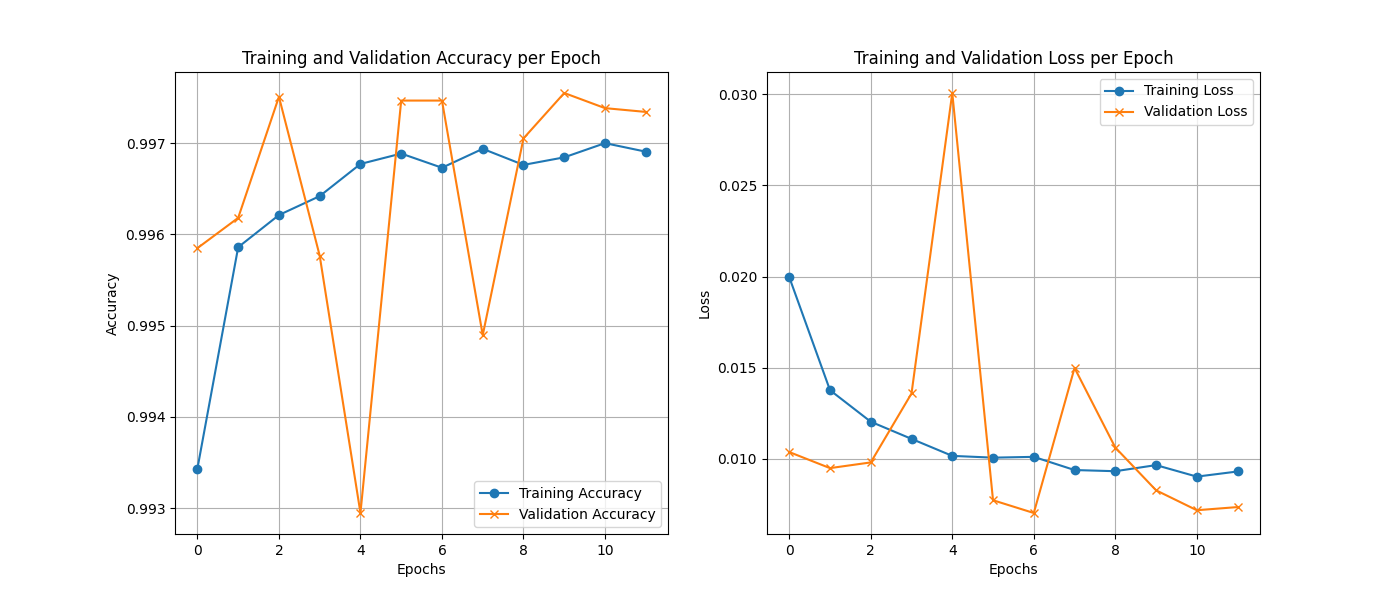 Training and Validation Accuracy per Epoch
0.997
0.996
0.995
0.994
0.993
Accuracy
0 2 4 6 8 10
Epochs
Training Accuracy
Validation Accuracy
Training and Validation Loss per Epoch
0.030
0.025
0.020
0.015
0.010
Loss
0 2 4 6 8 10
Epochs
Training Loss
Validation Loss